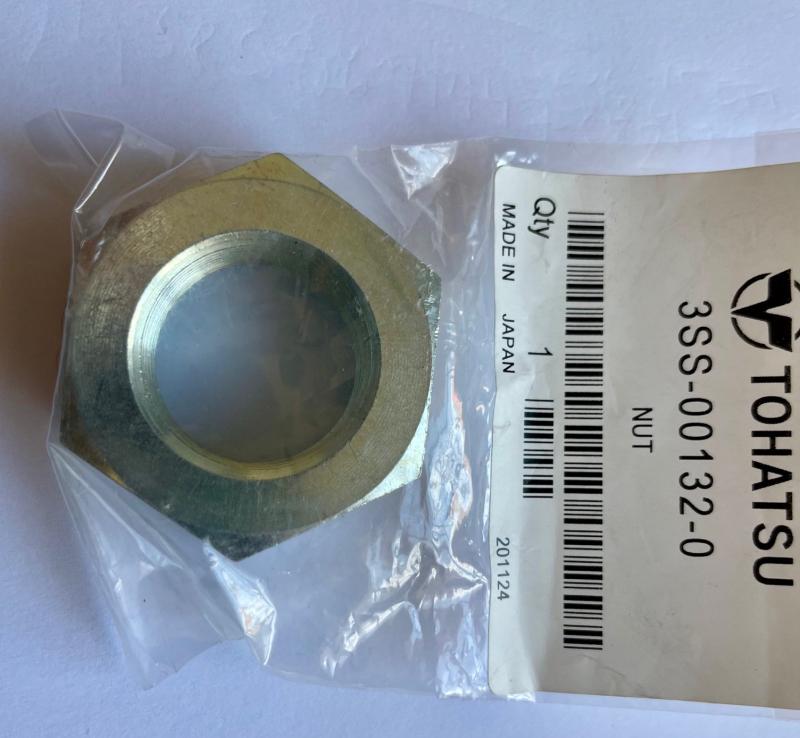 TOHATSU
3SS-00132-0
NUT
Qty 1
MADE IN JAPAN
201124